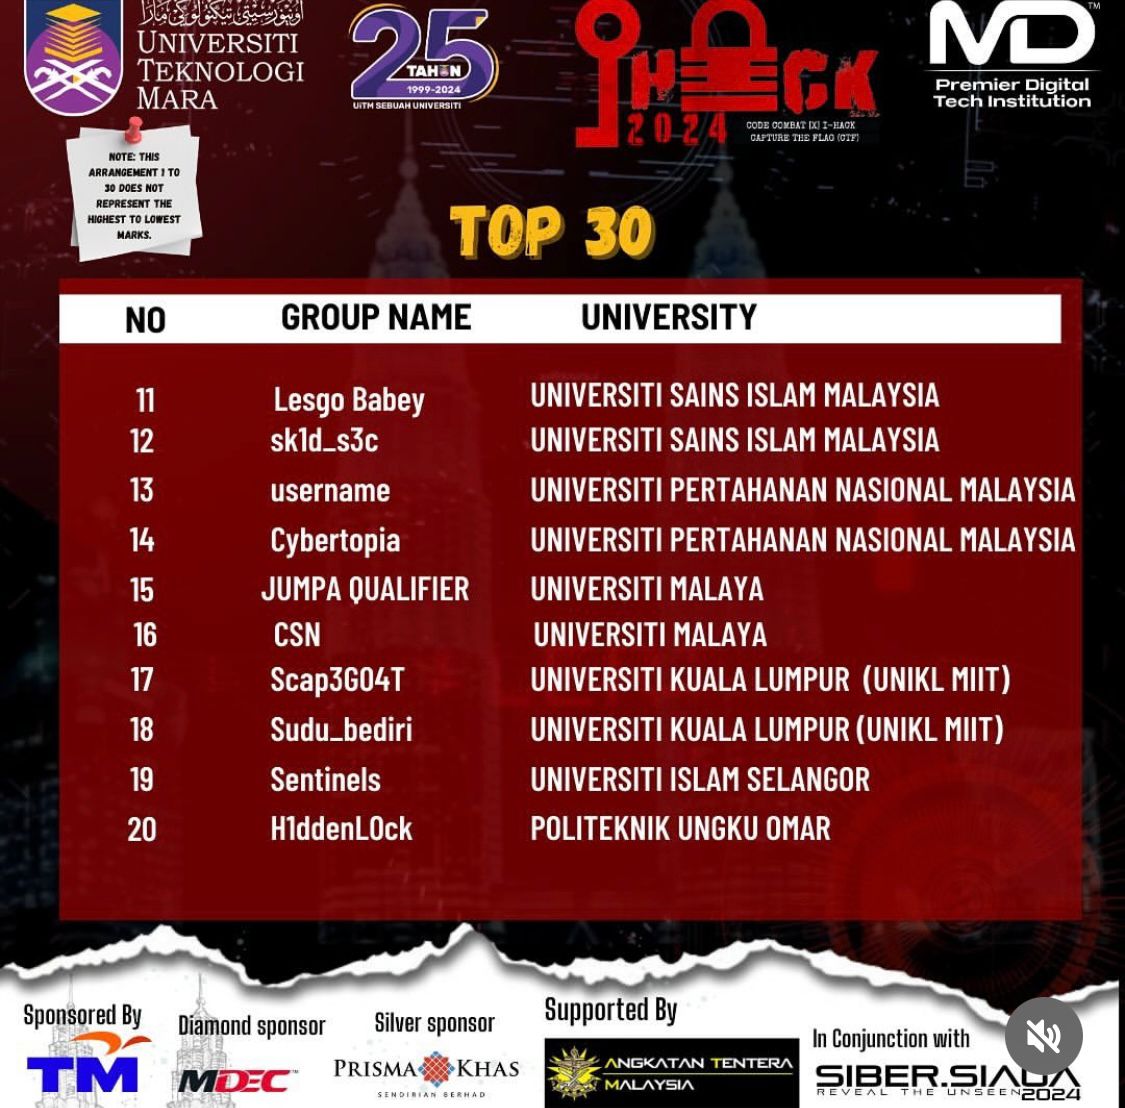 اونيۏرسيتي تيكنولوݢي مارا
UNIVERSITI
TEKNOLOGI
MARA
25
TAHUN
1999-2024
UiTM SEBUAH UNIVERSITI
iHACK
2024
CODE COMBAT [X] I-HACK
CAPTURE THE FLAG (CTF)
MD™
Premier Digital
Tech Institution
NOTE: THIS
ARRANGEMENT 1 TO
30 DOES NOT
REPRESENT THE
HIGHEST TO LOWEST
MARKS.
TOP 30
NO GROUP NAME UNIVERSITY
11 Lesgo Babey UNIVERSITI SAINS ISLAM MALAYSIA
12 sk1d_s3c UNIVERSITI SAINS ISLAM MALAYSIA
13 username UNIVERSITI PERTAHANAN NASIONAL MALAYSIA
14 Cybertopia UNIVERSITI PERTAHANAN NASIONAL MALAYSIA
15 JUMPA QUALIFIER UNIVERSITI MALAYA
16 CSN UNIVERSITI MALAYA
17 Scap3G04T UNIVERSITI KUALA LUMPUR (UNIKL MIIT)
18 Sudu_bediri UNIVERSITI KUALA LUMPUR (UNIKL MIIT)
19 Sentinels UNIVERSITI ISLAM SELANGOR
20 H1ddenL0ck POLITEKNIK UNGKU OMAR
Sponsored By
TM
Diamond sponsor
MDEC™
Silver sponsor
PRISMA KHAS
SENDIRIAN BERHAD
Supported By
ANGKATAN TENTERA
MALAYSIA
In Conjunction with
SIBER.SIAGA
REVEAL THE UNSEEN 2024